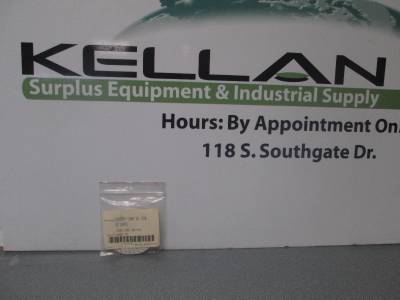 KELLAN
Surplus Equipment & Industrial Supply
Hours: By Appointment On
118 S. Southgate Dr.